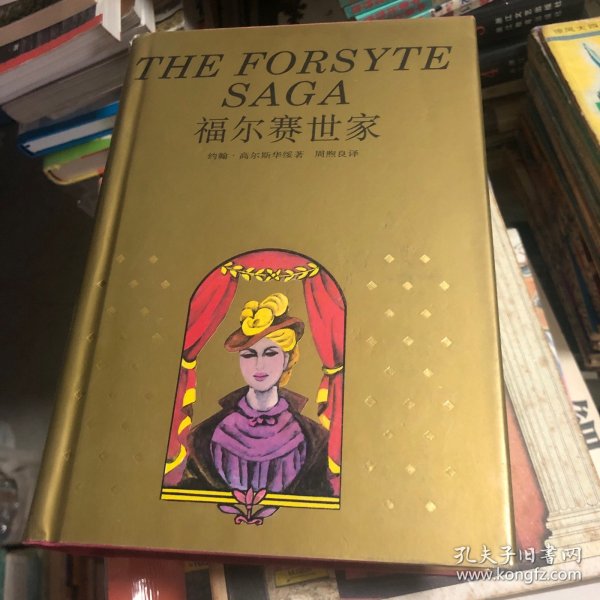 THE FORSYTE
SAGA
福尔赛世家
约翰·高尔斯华绥著 周煦良译
孔夫子旧书网
www.kongfz.com